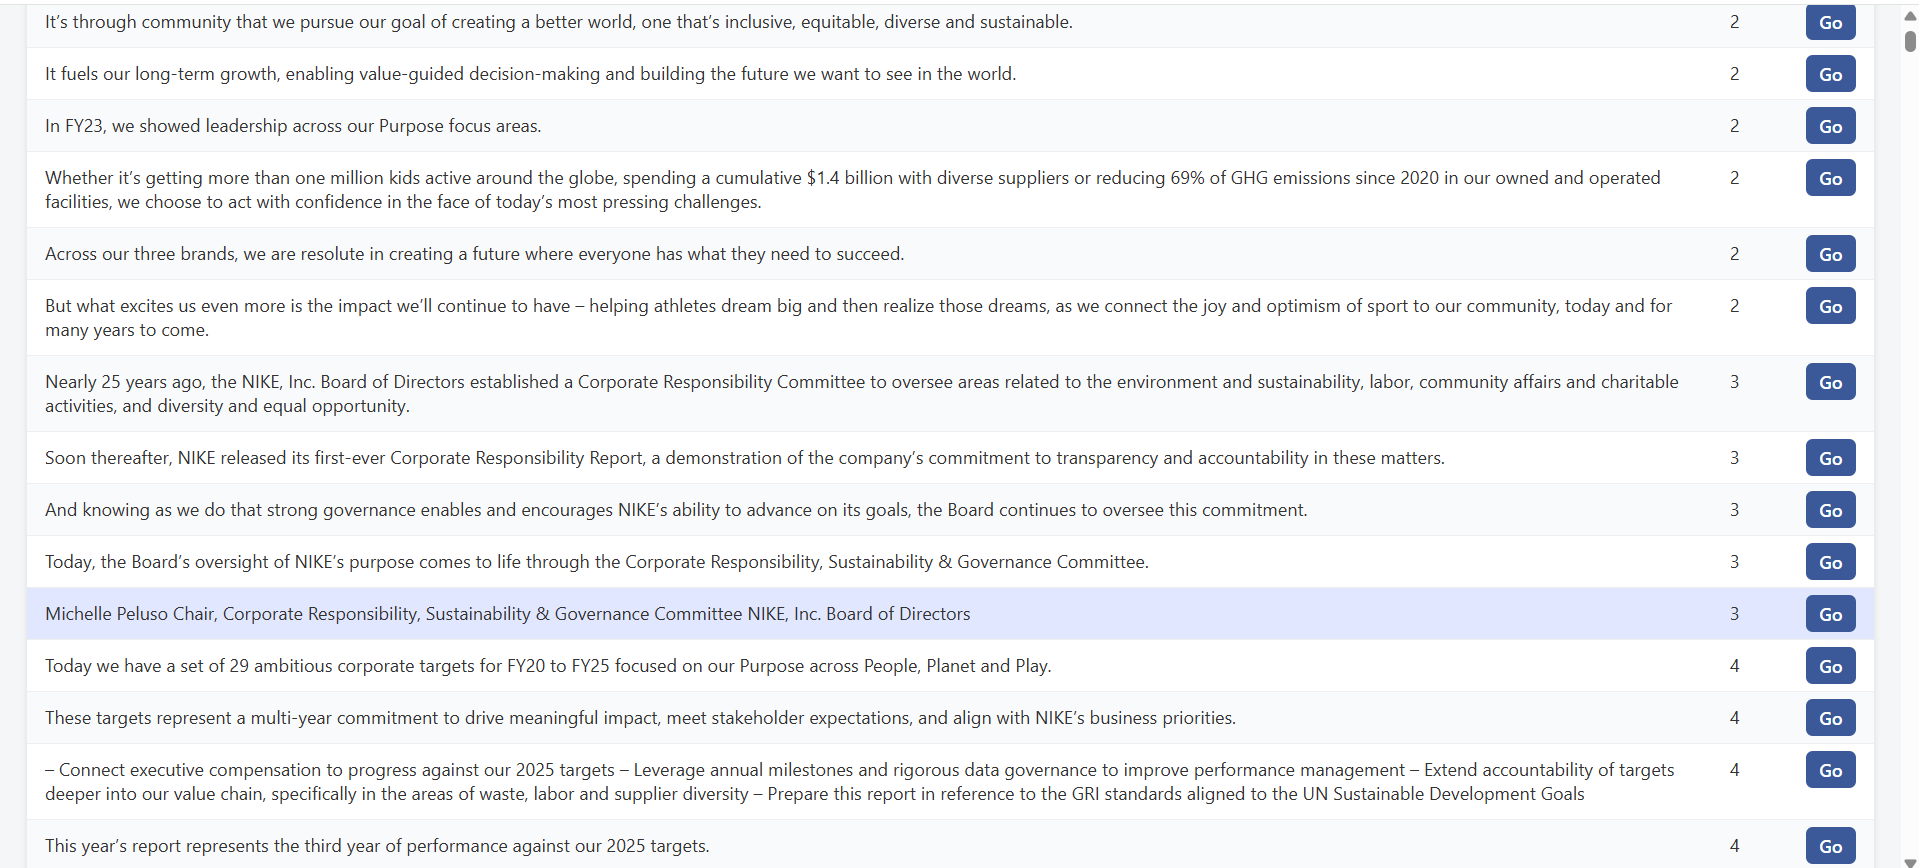 It’s through community that we pursue our goal of creating a better world, one that’s inclusive, equitable, diverse and sustainable. 2 Go
It fuels our long-term growth, enabling value-guided decision-making and building the future we want to see in the world. 2 Go
In FY23, we showed leadership across our Purpose focus areas. 2 Go
Whether it’s getting more than one million kids active around the globe, spending a cumulative $1.4 billion with diverse suppliers or reducing 69% of GHG emissions since 2020 in our owned and operated 2 Go
facilities, we choose to act with confidence in the face of today’s most pressing challenges.
Across our three brands, we are resolute in creating a future where everyone has what they need to succeed. 2 Go
But what excites us even more is the impact we’ll continue to have – helping athletes dream big and then realize those dreams, as we connect the joy and optimism of sport to our community, today and for 2 Go
many years to come.
Nearly 25 years ago, the NIKE, Inc. Board of Directors established a Corporate Responsibility Committee to oversee areas related to the environment and sustainability, labor, community affairs and charitable 3 Go
activities, and diversity and equal opportunity.
Soon thereafter, NIKE released its first-ever Corporate Responsibility Report, a demonstration of the company’s commitment to transparency and accountability in these matters. 3 Go
And knowing as we do that strong governance enables and encourages NIKE’s ability to advance on its goals, the Board continues to oversee this commitment. 3 Go
Today, the Board’s oversight of NIKE’s purpose comes to life through the Corporate Responsibility, Sustainability & Governance Committee. 3 Go
Michelle Peluso Chair, Corporate Responsibility, Sustainability & Governance Committee NIKE, Inc. Board of Directors 3 Go
Today we have a set of 29 ambitious corporate targets for FY20 to FY25 focused on our Purpose across People, Planet and Play. 4 Go
These targets represent a multi-year commitment to drive meaningful impact, meet stakeholder expectations, and align with NIKE’s business priorities. 4 Go
– Connect executive compensation to progress against our 2025 targets – Leverage annual milestones and rigorous data governance to improve performance management – Extend accountability of targets 4 Go
deeper into our value chain, specifically in the areas of waste, labor and supplier diversity – Prepare this report in reference to the GRI standards aligned to the UN Sustainable Development Goals
This year’s report represents the third year of performance against our 2025 targets. 4 Go